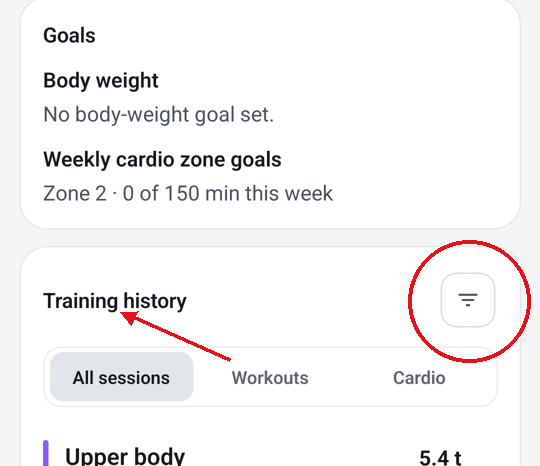 Goals
Body weight
No body-weight goal set.
Weekly cardio zone goals
Zone 2 · 0 of 150 min this week
Training history
All sessions Workouts Cardio
Upper body 5.4 t